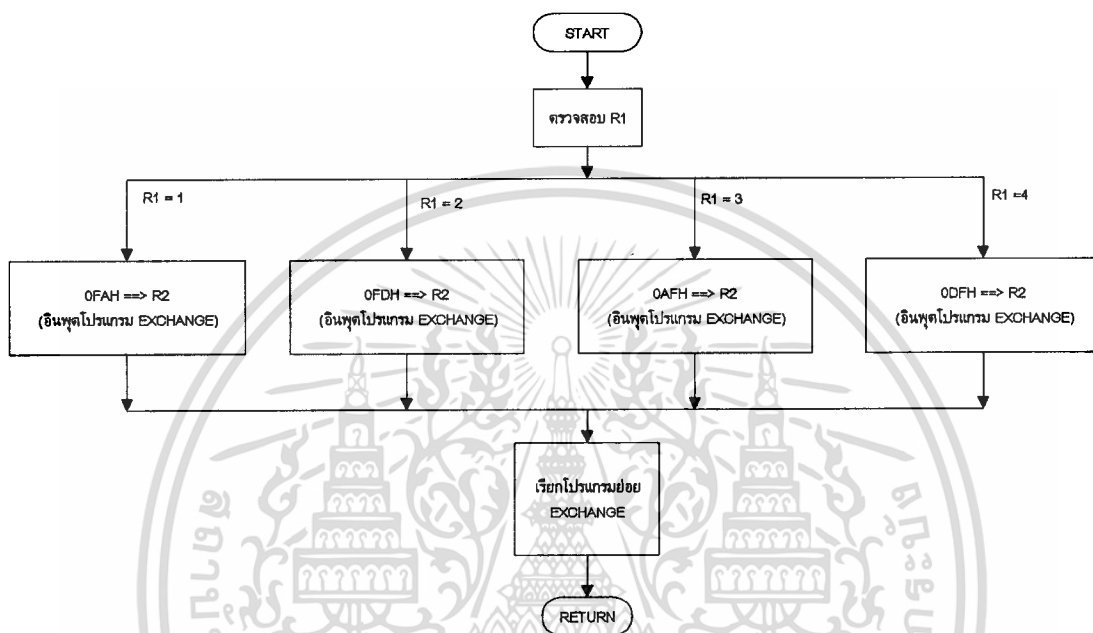 START
ตรวจสอบ R1
R1 = 1
R1 = 2
R1 = 3
R1 =4
0FAH ==> R2
(อินพุตโปรแกรม EXCHANGE)
0FDH ==> R2
(อินพุตโปรแกรม EXCHANGE)
0AFH ==> R2
(อินพุตโปรแกรม EXCHANGE)
0DFH ==> R2
(อินพุตโปรแกรม EXCHANGE)
เรียกโปรแกรมย่อย
EXCHANGE
RETURN